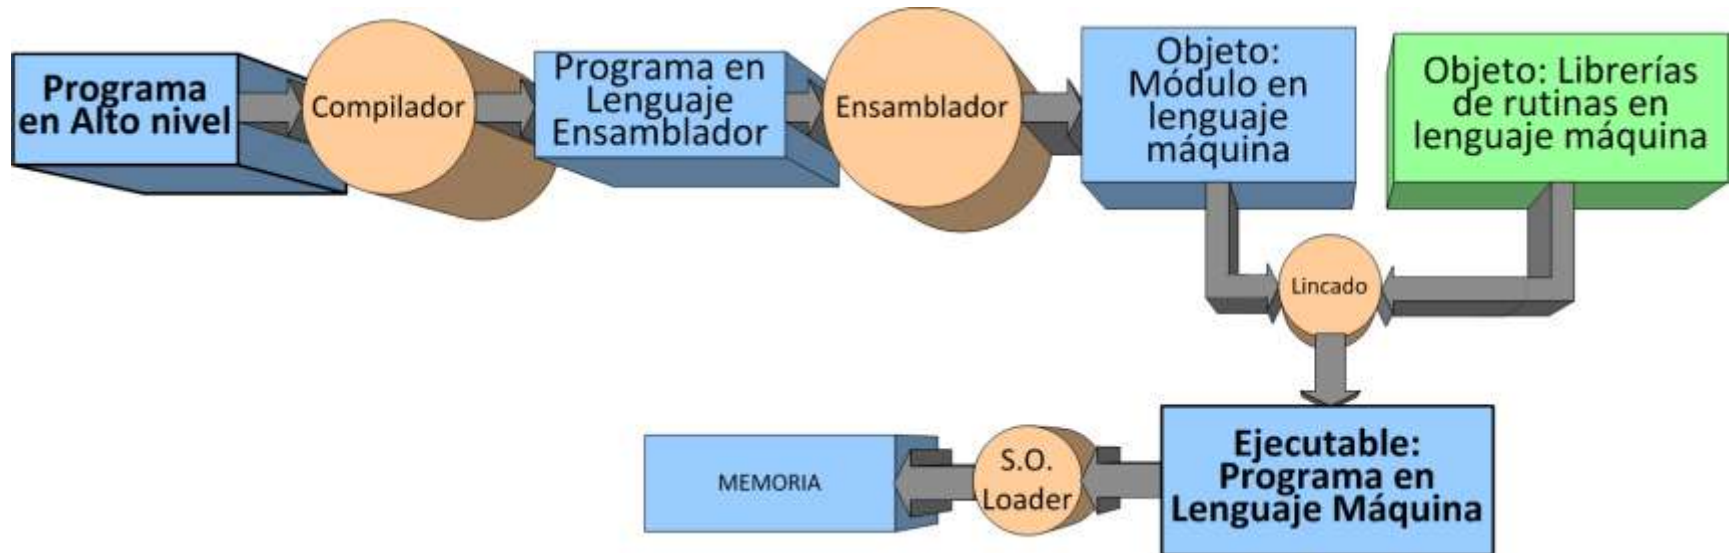 Programa
en Alto nivel
Compilador
Programa en
Lenguaje
Ensamblador
Ensamblador
Objeto:
Módulo en
lenguaje
máquina
Objeto: Librerías
de rutinas en
lenguaje máquina
Lincado
Ejecutable:
Programa en
Lenguaje Máquina
S.O.
Loader
MEMORIA